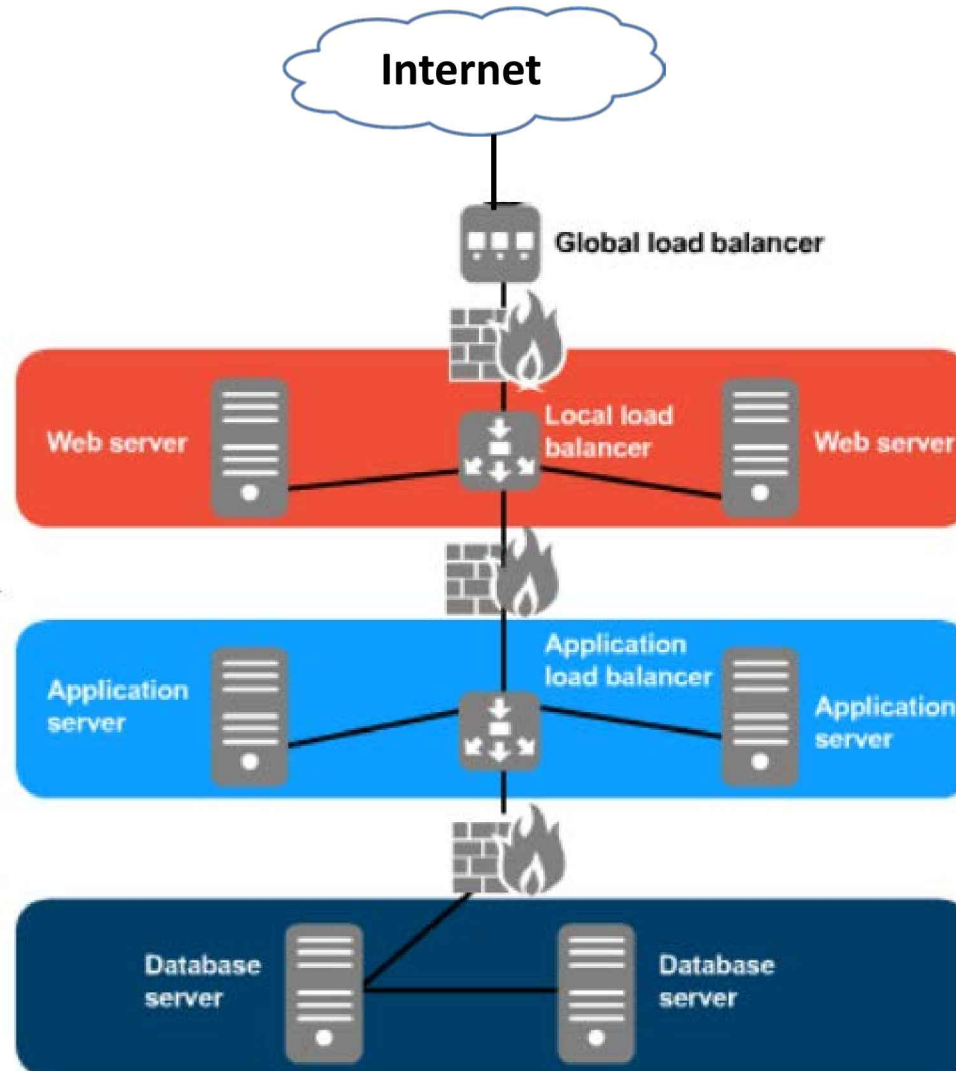 Internet
Global load balancer
Web server
Local load
balancer
Web server
Application
server
Application
load balancer
Application
server
Database
server
Database
server